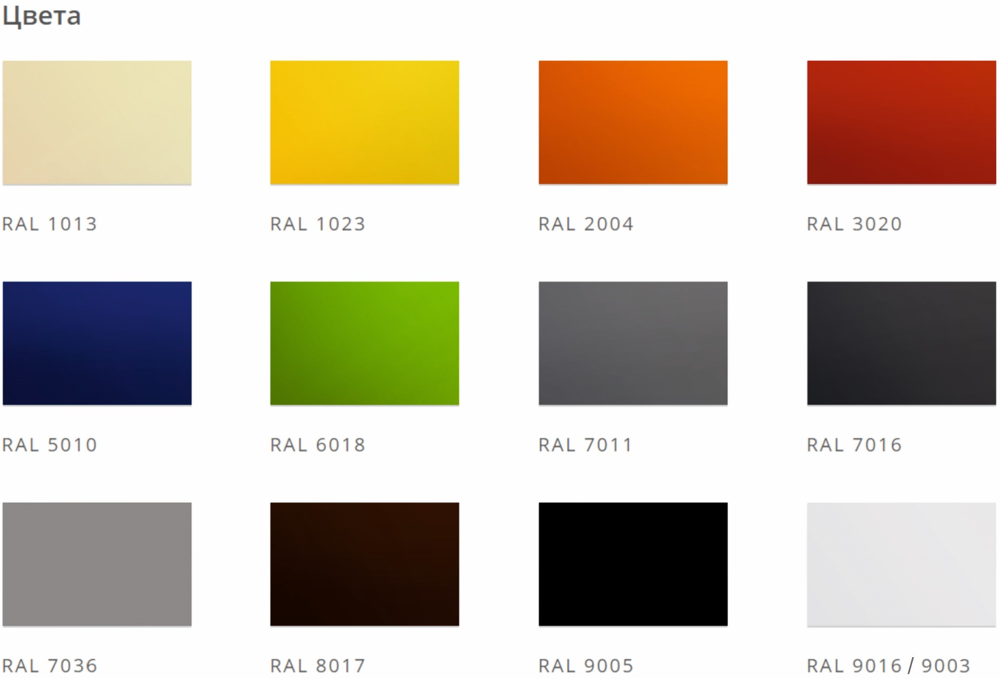 Цвета
RAL 1013
RAL 1023
RAL 2004
RAL 3020
RAL 5010
RAL 6018
RAL 7011
RAL 7016
RAL 7036
RAL 8017
RAL 9005
RAL 9016 / 9003